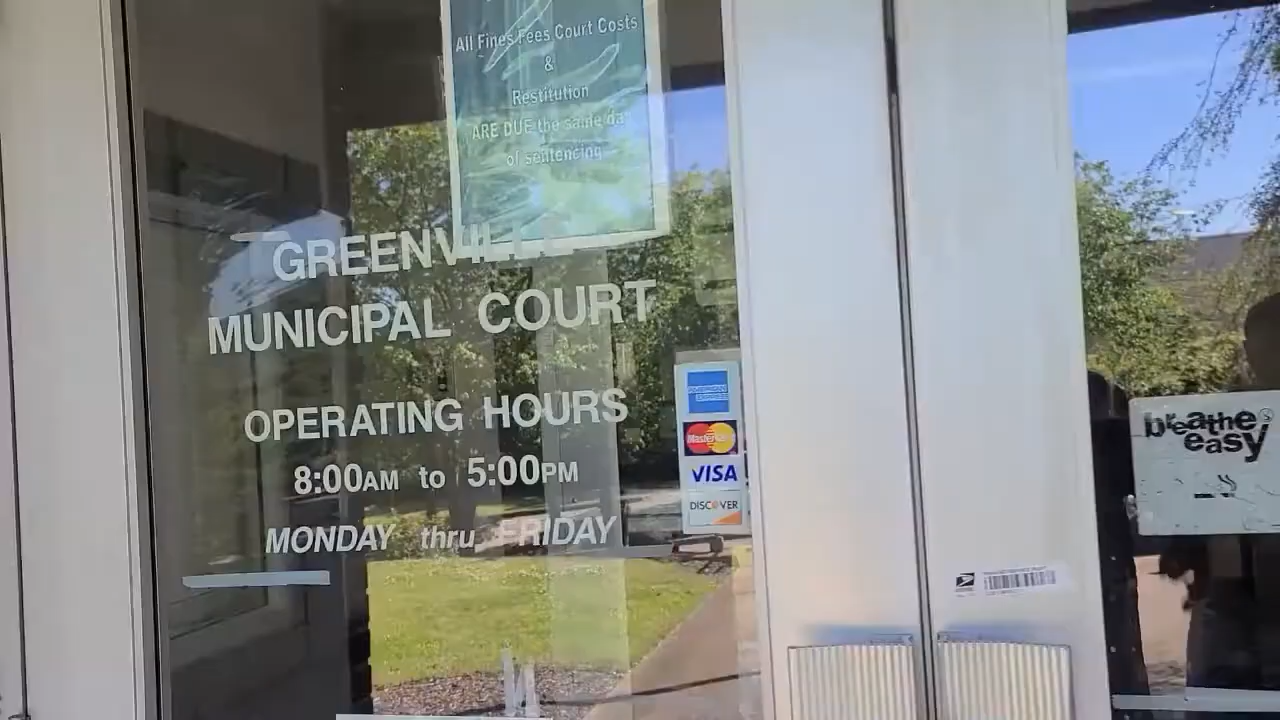 All Fines Fees Court Costs
&
Restitution
ARE DUE the same day
of sentencing
GREENVILLE
MUNICIPAL COURT
OPERATING HOURS
8:00AM to 5:00PM
MONDAY thru FRIDAY
AMERICAN EXPRESS
MasterCard
VISA
DISCOVER
breathe
easy